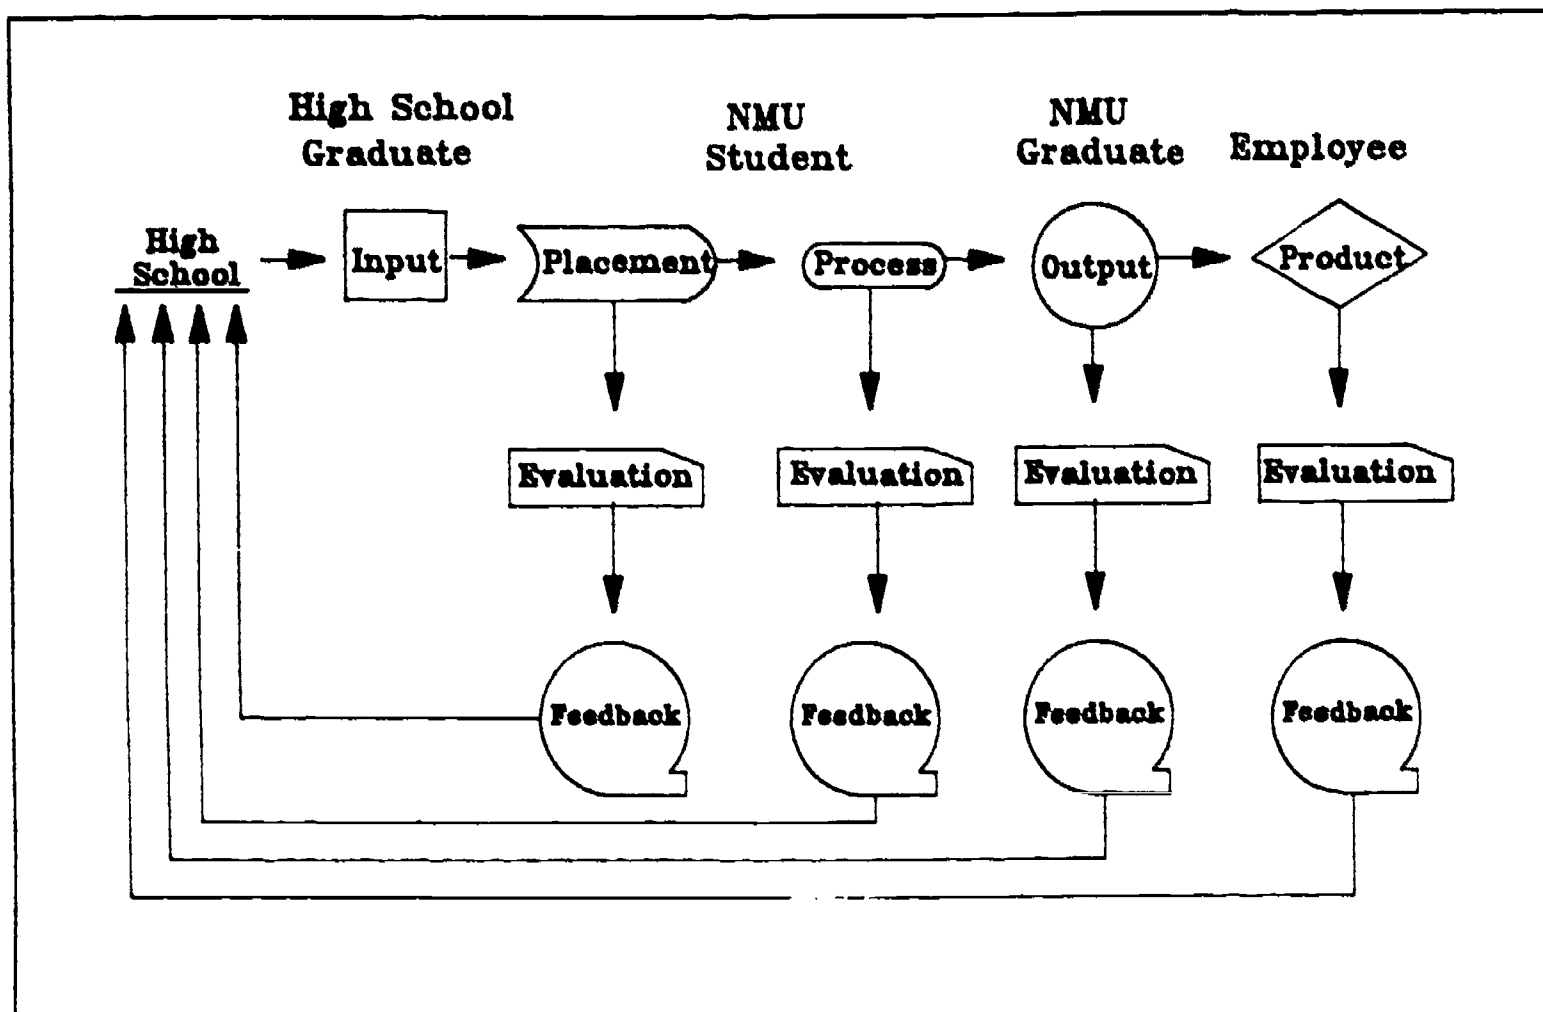 High School
Graduate
NMU
Student
NMU
Graduate
Employee
High
School
Input
Placement
Process
Output
Product
Evaluation
Evaluation
Evaluation
Evaluation
Feedback
Feedback
Feedback
Feedback